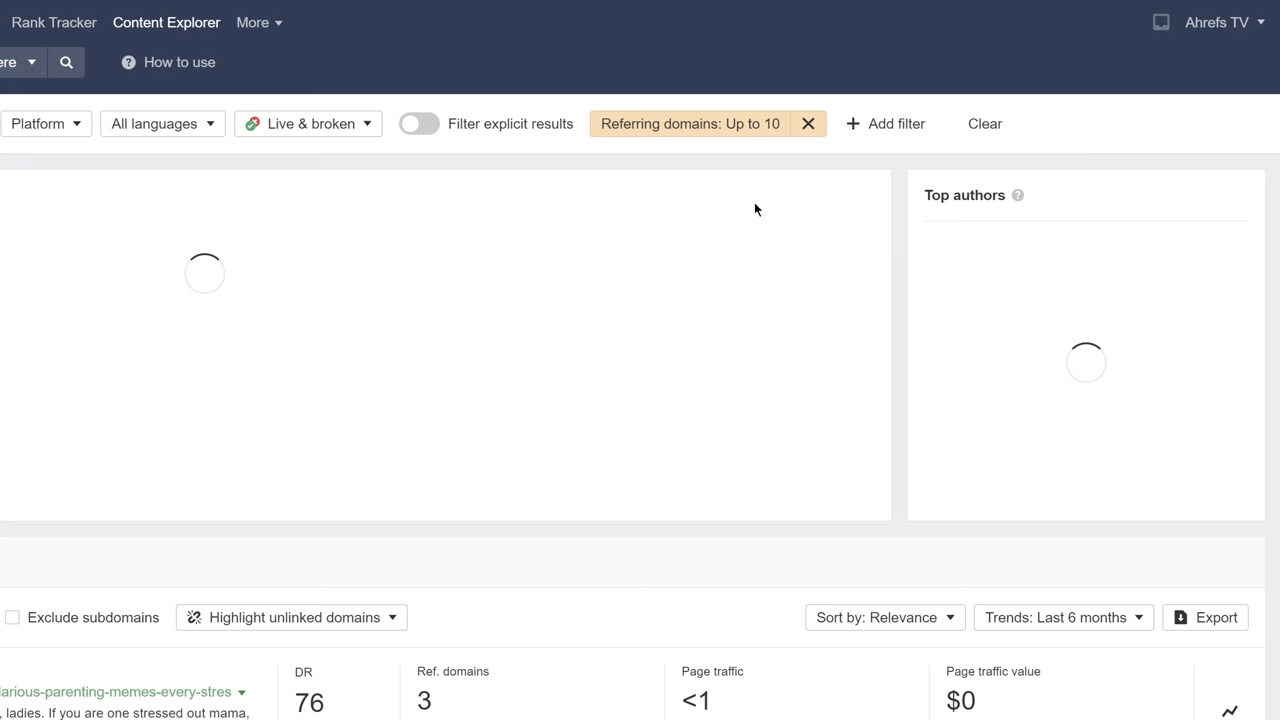 Rank Tracker Content Explorer More Ahrefs TV
ere How to use
Platform All languages Live & broken Filter explicit results Referring domains: Up to 10 Add filter Clear
Top authors
Exclude subdomains Highlight unlinked domains Sort by: Relevance Trends: Last 6 months Export
DR Ref. domains Page traffic Page traffic value
larious-parenting-memes-every-stres 76 3 <1 $0
, ladies. If you are one stressed out mama,